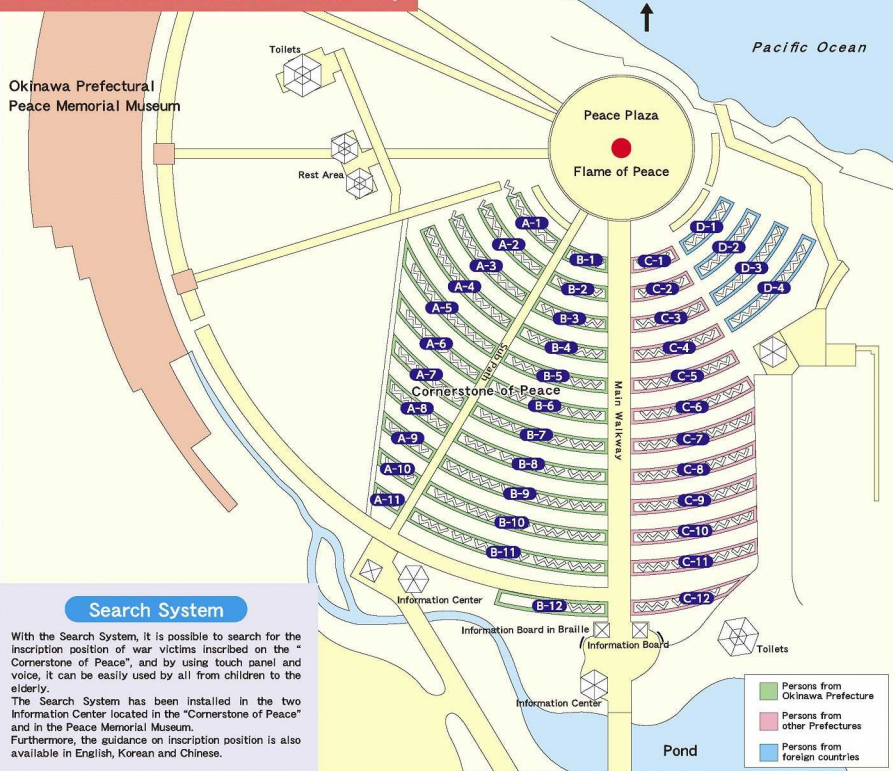 Pacific Ocean
Toilets
Okinawa Prefectural
Peace Memorial Museum
Peace Plaza
Flame of Peace
Rest Area
A-1
A-2
A-3
A-4
A-5
A-6
A-7
A-8
A-9
A-10
A-11
B-1
B-2
B-3
B-4
B-5
B-6
B-7
B-8
B-9
B-10
B-11
B-12
C-1
C-2
C-3
C-4
C-5
C-6
C-7
C-8
C-9
C-10
C-11
C-12
D-1
D-2
D-3
D-4
Sub Path
Cornerstone of Peace
Main Walkway
Information Center
Information Board in Braille
Information Board
Toilets
Information Center
Pond
Search System
With the Search System, it is possible to search for the
inscription position of war victims inscribed on the “
Cornerstone of Peace”, and by using touch panel and
voice, it can be easily used by all from children to the
elderly.
The Search System has been installed in the two
Information Center located in the “Cornerstone of Peace”
and in the Peace Memorial Museum.
Furthermore, the guidance on inscription position is also
available in English, Korean and Chinese.
Persons from
Okinawa Prefecture
Persons from
other Prefectures
Persons from
foreign countries